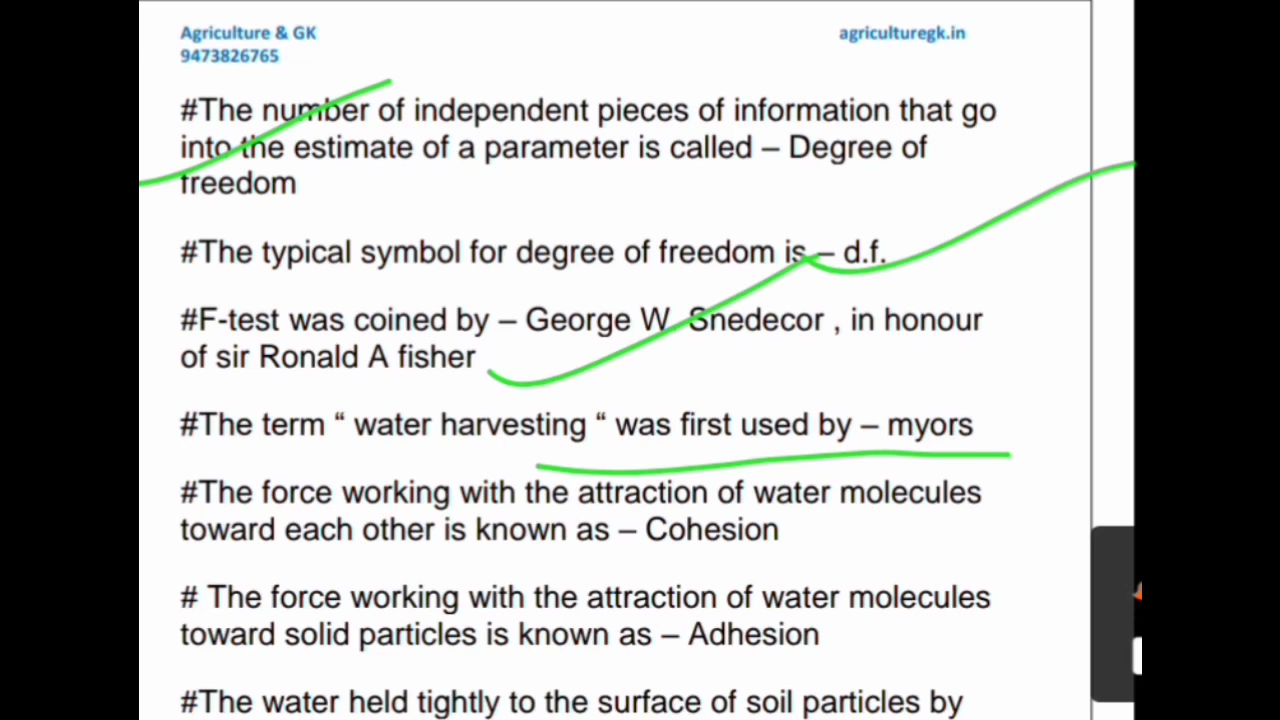 Agriculture & GK
agriculturegk.in
9473826765
#The number of independent pieces of information that go
into the estimate of a parameter is called – Degree of
freedom
#The typical symbol for degree of freedom is – d.f.
#F-test was coined by – George W. Snedecor , in honour
of sir Ronald A fisher
#The term “ water harvesting “ was first used by – myors
#The force working with the attraction of water molecules
toward each other is known as – Cohesion
# The force working with the attraction of water molecules
toward solid particles is known as – Adhesion
#The water held tightly to the surface of soil particles by